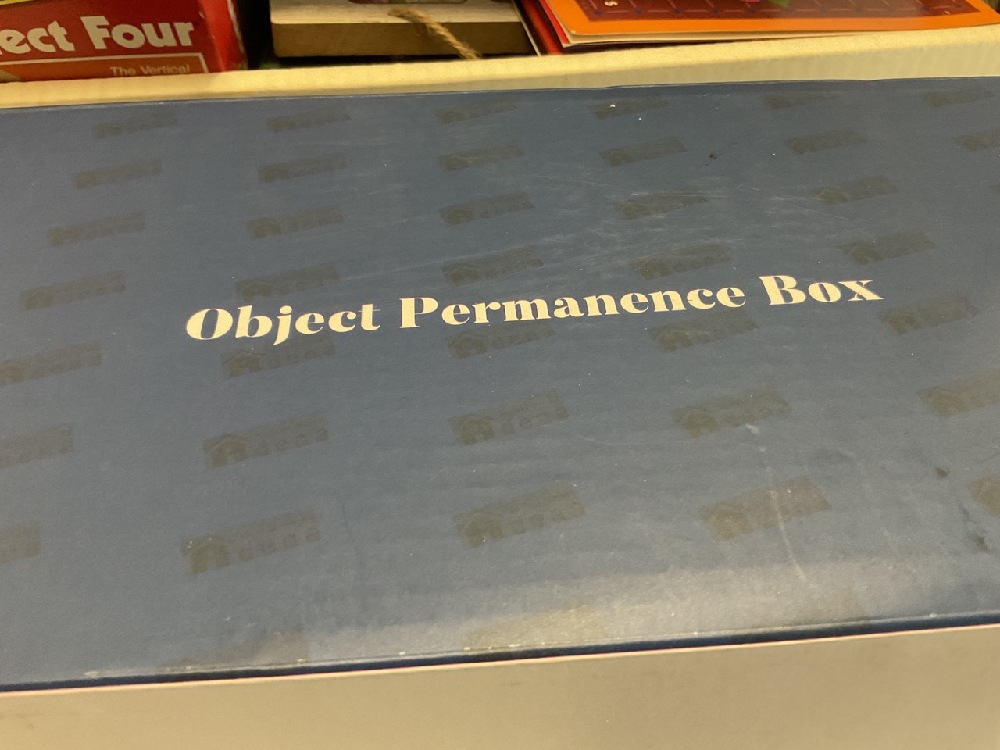 ect Four
The Vertical
Object Permanence Box